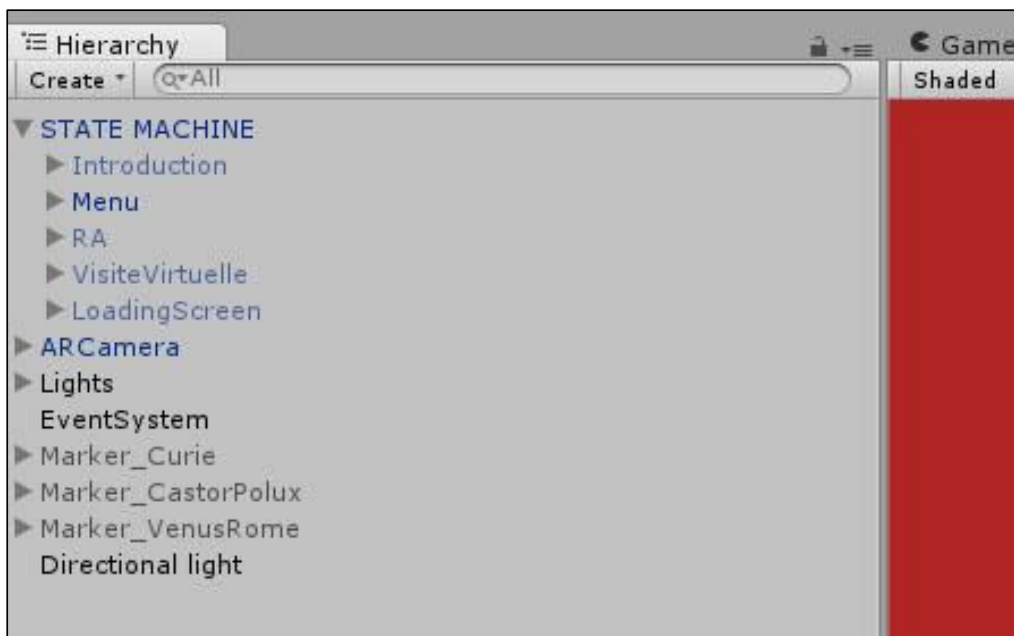 Hierarchy
Game
Create
All
Shaded
STATE MACHINE
Introduction
Menu
RA
VisiteVirtuelle
LoadingScreen
ARCamera
Lights
EventSystem
Marker_Curie
Marker_CastorPolux
Marker_VenusRome
Directional light